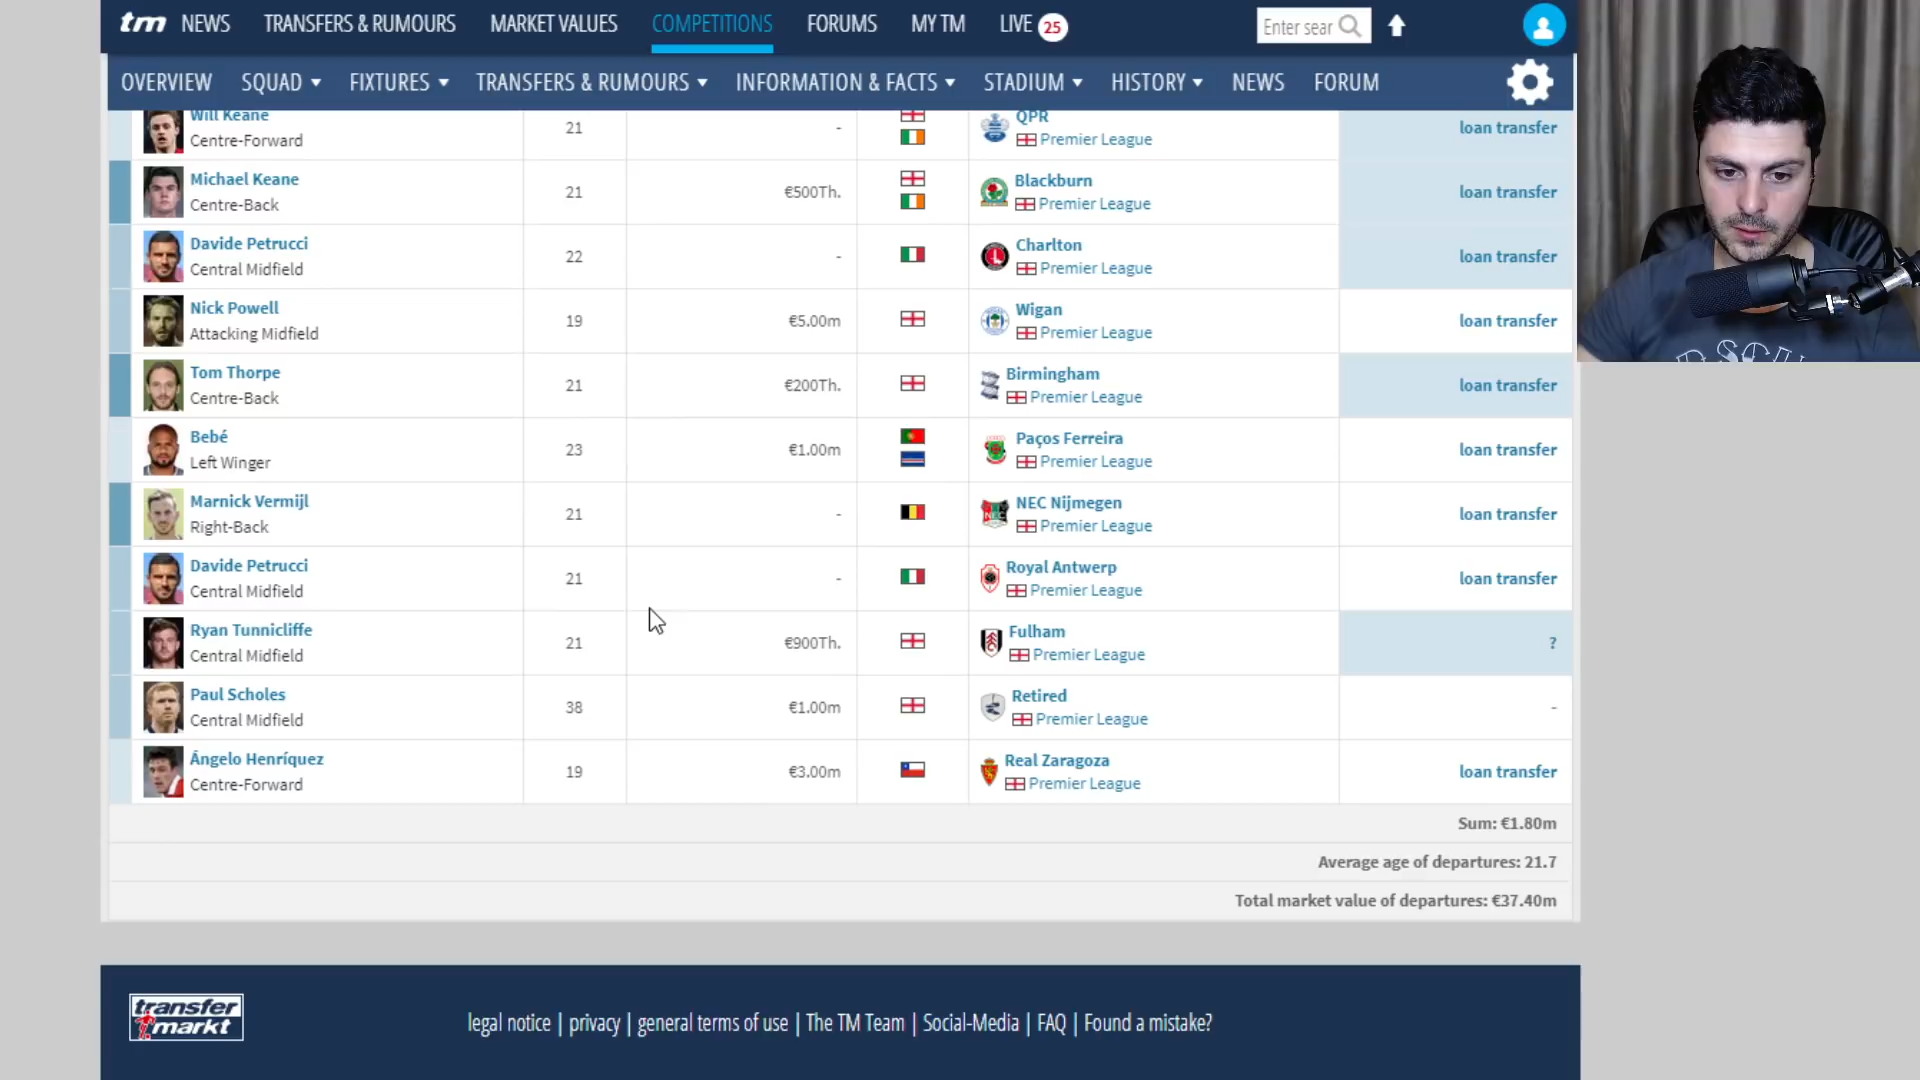 tm NEWS TRANSFERS & RUMOURS MARKET VALUES COMPETITIONS FORUMS MY TM LIVE 25 Enter sear
OVERVIEW SQUAD FIXTURES TRANSFERS & RUMOURS INFORMATION & FACTS STADIUM HISTORY NEWS FORUM
Will Keane
Centre-Forward
21
-
QPR
Premier League
loan transfer
Michael Keane
Centre-Back
21
€500Th.
Blackburn
Premier League
loan transfer
Davide Petrucci
Central Midfield
22
-
Charlton
Premier League
loan transfer
Nick Powell
Attacking Midfield
19
€5.00m
Wigan
Premier League
loan transfer
Tom Thorpe
Centre-Back
21
€200Th.
Birmingham
Premier League
loan transfer
Bebé
Left Winger
23
€1.00m
Paços Ferreira
Premier League
loan transfer
Marnick Vermijl
Right-Back
21
-
NEC Nijmegen
Premier League
loan transfer
Davide Petrucci
Central Midfield
21
-
Royal Antwerp
Premier League
loan transfer
Ryan Tunnicliffe
Central Midfield
21
€900Th.
Fulham
Premier League
?
Paul Scholes
Central Midfield
38
€1.00m
Retired
Premier League
-
Ángelo Henríquez
Centre-Forward
19
€3.00m
Real Zaragoza
Premier League
loan transfer
Sum: €1.80m
Average age of departures: 21.7
Total market value of departures: €37.40m
transfer
markt
legal notice | privacy | general terms of use | The TM Team | Social-Media | FAQ | Found a mistake?